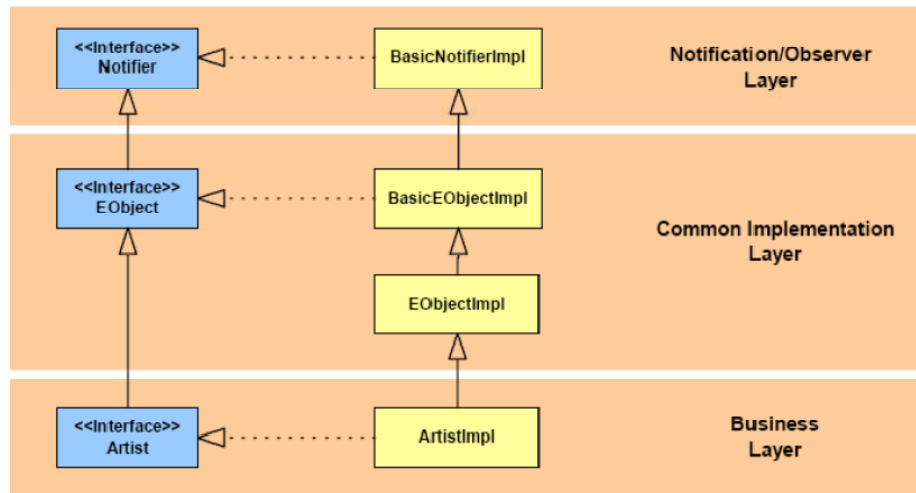 <<Interface>>
Notifier
BasicNotifierImpl
Notification/Observer
Layer
<<Interface>>
EObject
BasicEObjectImpl
Common Implementation
Layer
EObjectImpl
<<Interface>>
Artist
ArtistImpl
Business
Layer